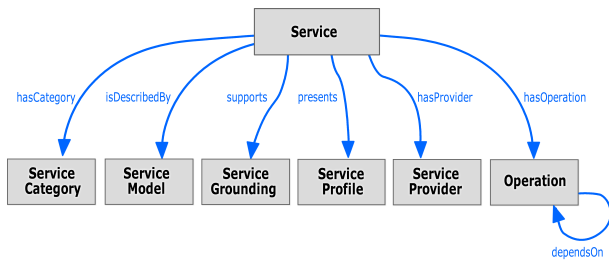 Service
hasCategory
isDescribedBy
supports
presents
hasProvider
hasOperation
Service
Category
Service
Model
Service
Grounding
Service
Profile
Service
Provider
Operation
dependsOn